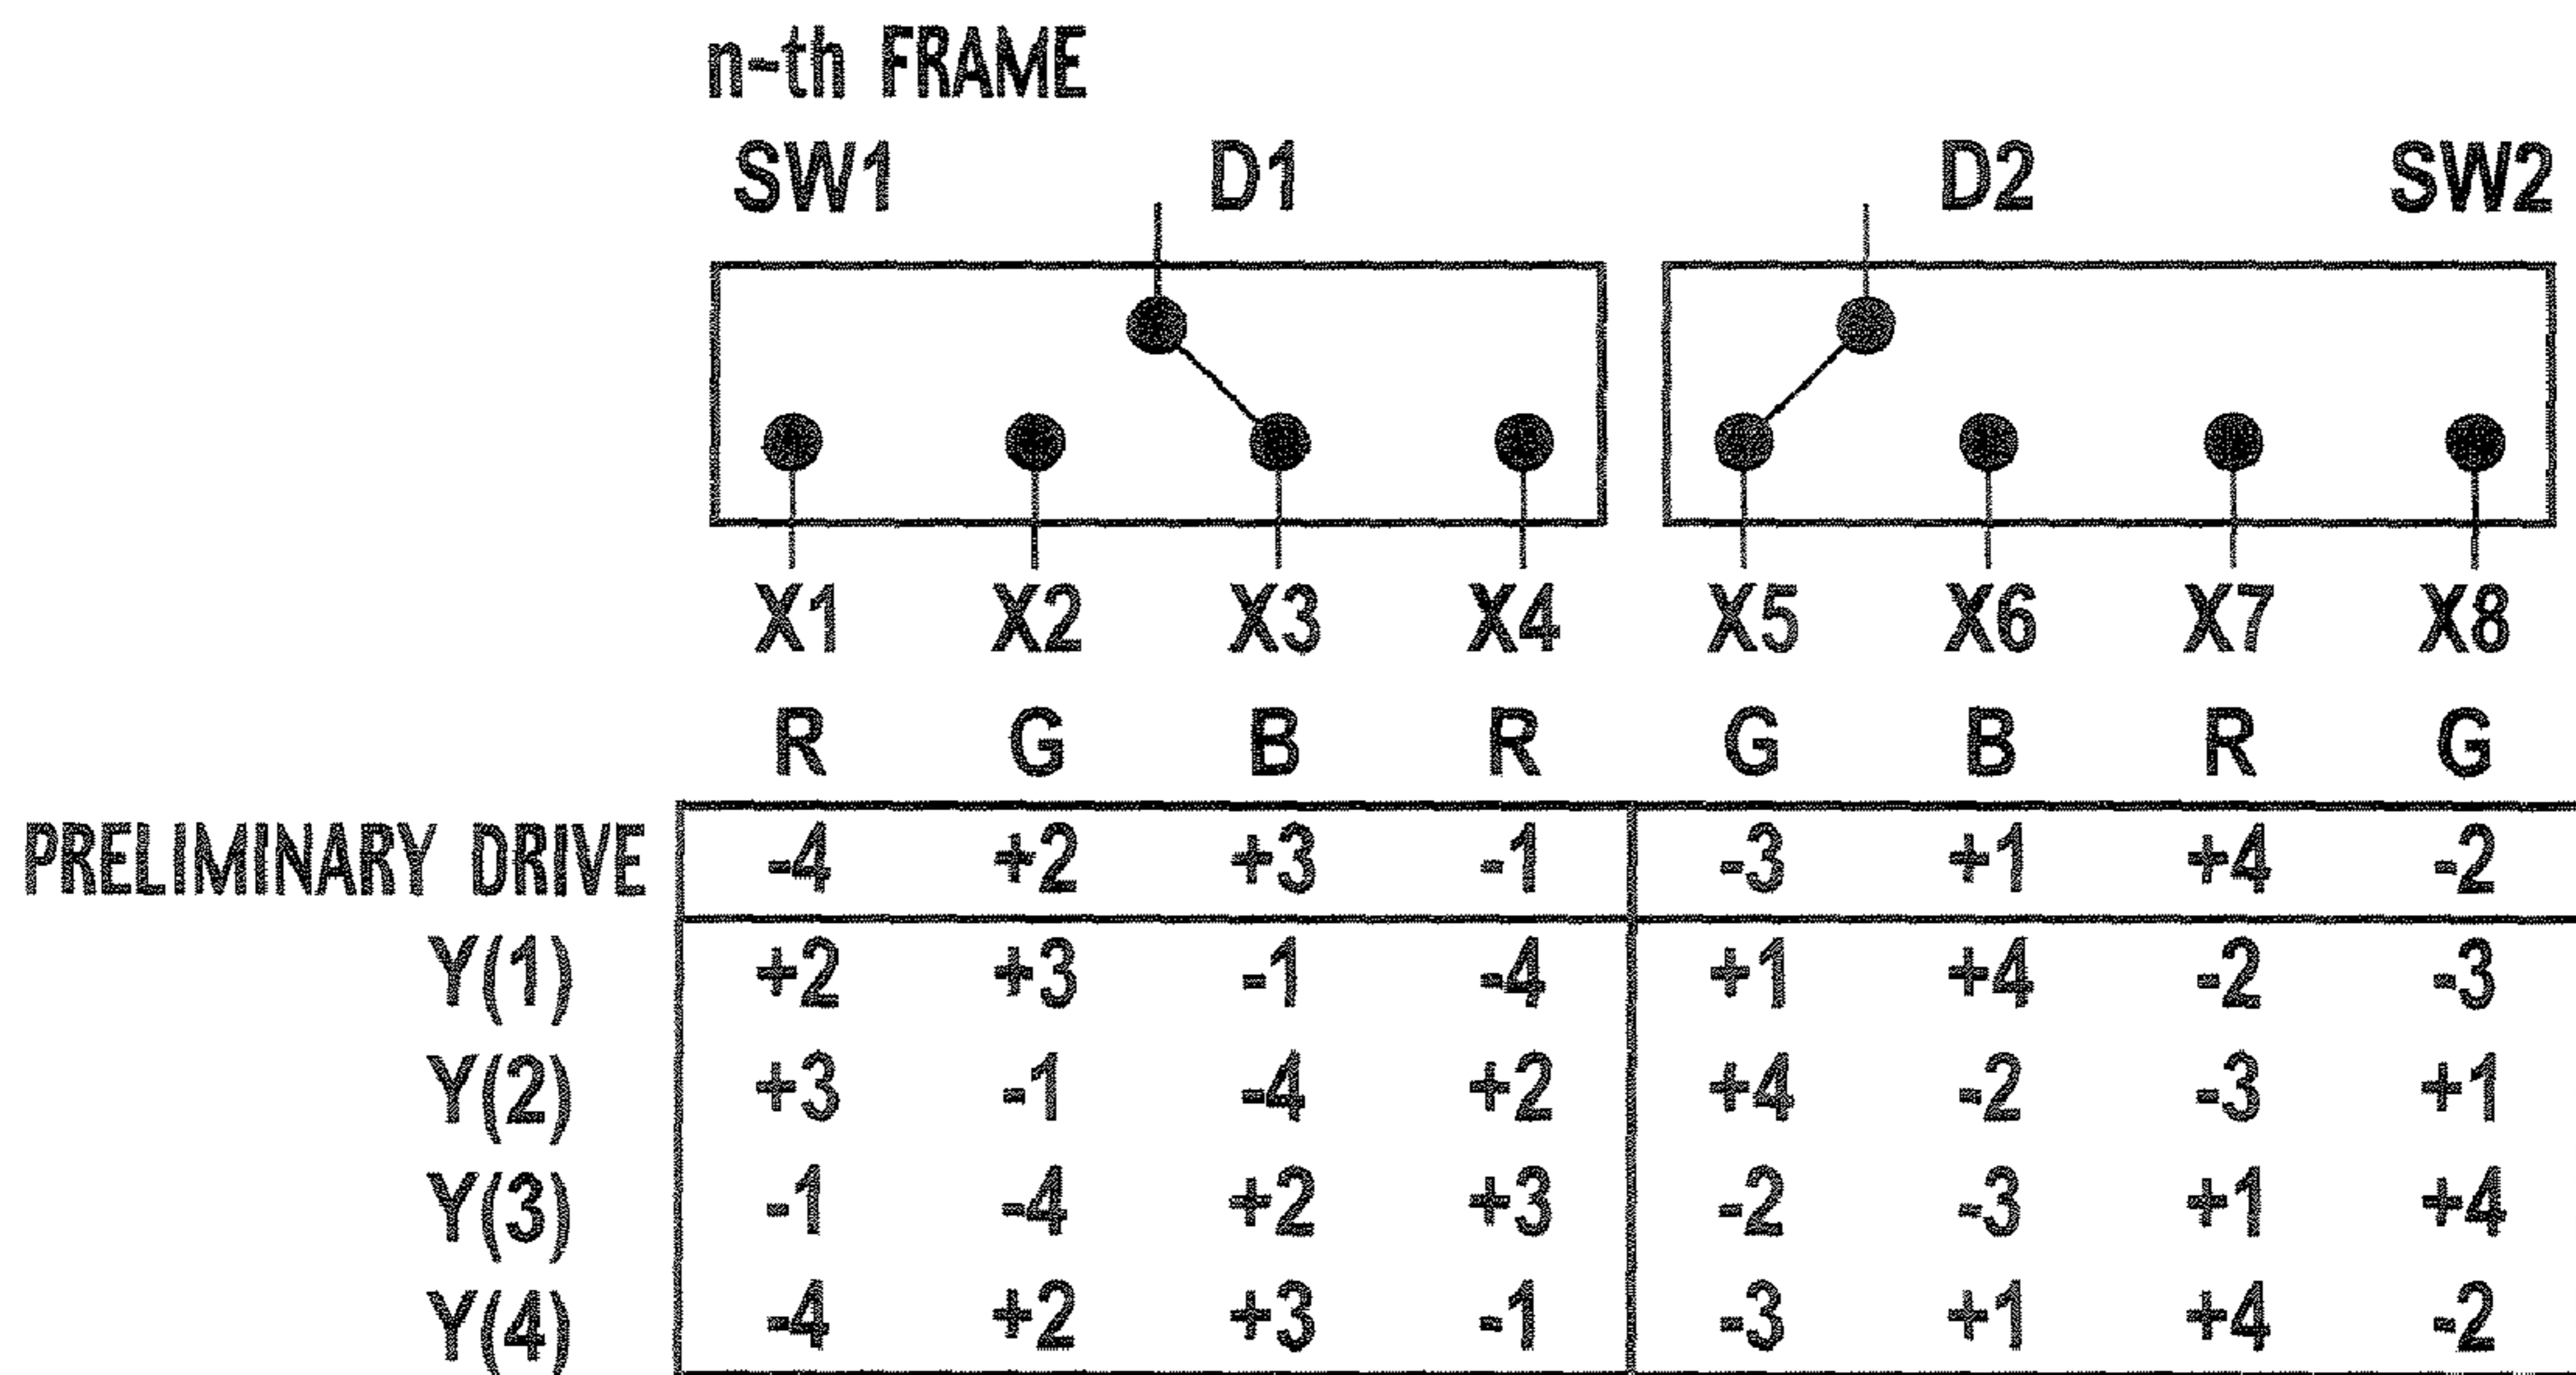 n-th FRAME
SW1 D1 D2 SW2
X1 X2 X3 X4 X5 X6 X7 X8
R G B R G B R G
PRELIMINARY DRIVE -4 +2 +3 -1 -3 +1 +4 -2
Y(1) +2 +3 -1 -4 +1 +4 -2 -3
Y(2) +3 -1 -4 +2 +4 -2 -3 +1
Y(3) -1 -4 +2 +3 -2 -3 +1 +4
Y(4) -4 +2 +3 -1 -3 +1 +4 -2